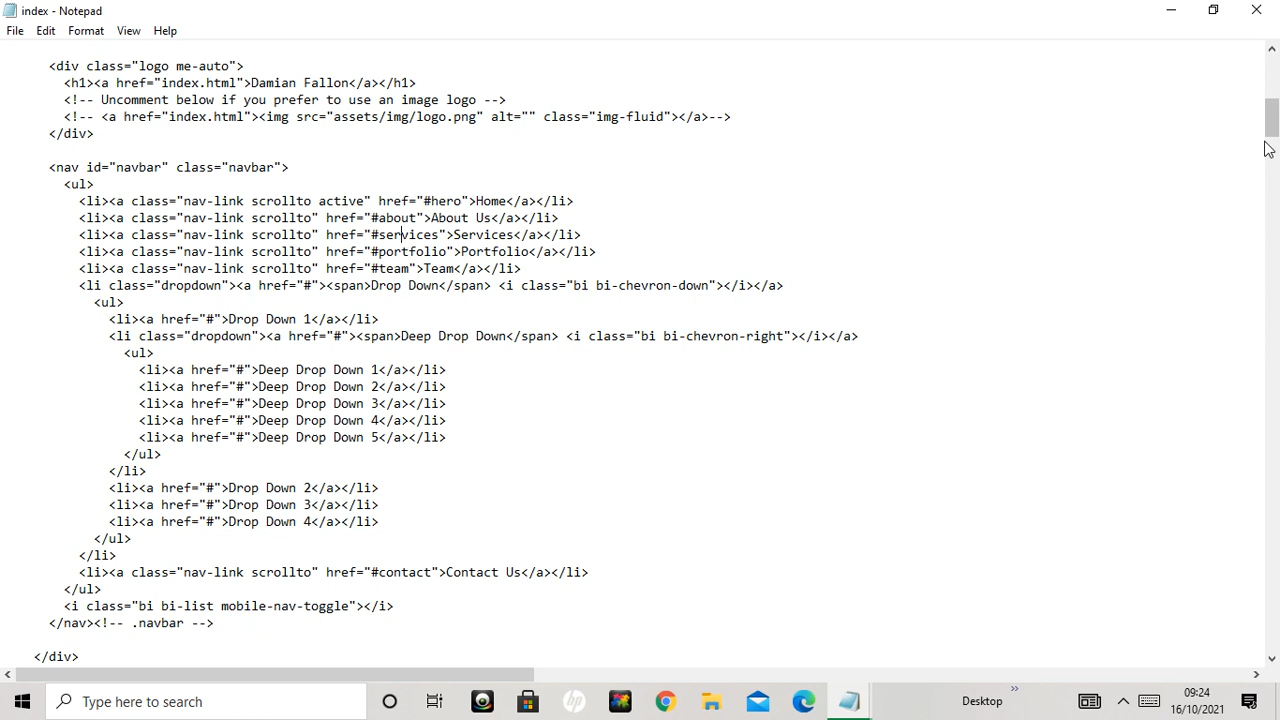 index - Notepad
File Edit Format View Help
<div class="logo me-auto">
<h1><a href="index.html">Damian Fallon</a></h1>
<!-- Uncomment below if you prefer to use an image logo -->
<!-- <a href="index.html"><img src="assets/img/logo.png" alt="" class="img-fluid"></a>-->
</div>
<nav id="navbar" class="navbar">
<ul>
<li><a class="nav-link scrollto active" href="#hero">Home</a></li>
<li><a class="nav-link scrollto" href="#about">About Us</a></li>
<li><a class="nav-link scrollto" href="#services">Services</a></li>
<li><a class="nav-link scrollto" href="#portfolio">Portfolio</a></li>
<li><a class="nav-link scrollto" href="#team">Team</a></li>
<li class="dropdown"><a href="#"><span>Drop Down</span> <i class="bi bi-chevron-down"></i></a>
<ul>
<li><a href="#">Drop Down 1</a></li>
<li class="dropdown"><a href="#"><span>Deep Drop Down</span> <i class="bi bi-chevron-right"></i></a>
<ul>
<li><a href="#">Deep Drop Down 1</a></li>
<li><a href="#">Deep Drop Down 2</a></li>
<li><a href="#">Deep Drop Down 3</a></li>
<li><a href="#">Deep Drop Down 4</a></li>
<li><a href="#">Deep Drop Down 5</a></li>
</ul>
</li>
<li><a href="#">Drop Down 2</a></li>
<li><a href="#">Drop Down 3</a></li>
<li><a href="#">Drop Down 4</a></li>
</ul>
</li>
<li><a class="nav-link scrollto" href="#contact">Contact Us</a></li>
</ul>
<i class="bi bi-list mobile-nav-toggle"></i>
</nav><!-- .navbar -->
</div>
Type here to search
hp
Desktop
09:24
16/10/2021